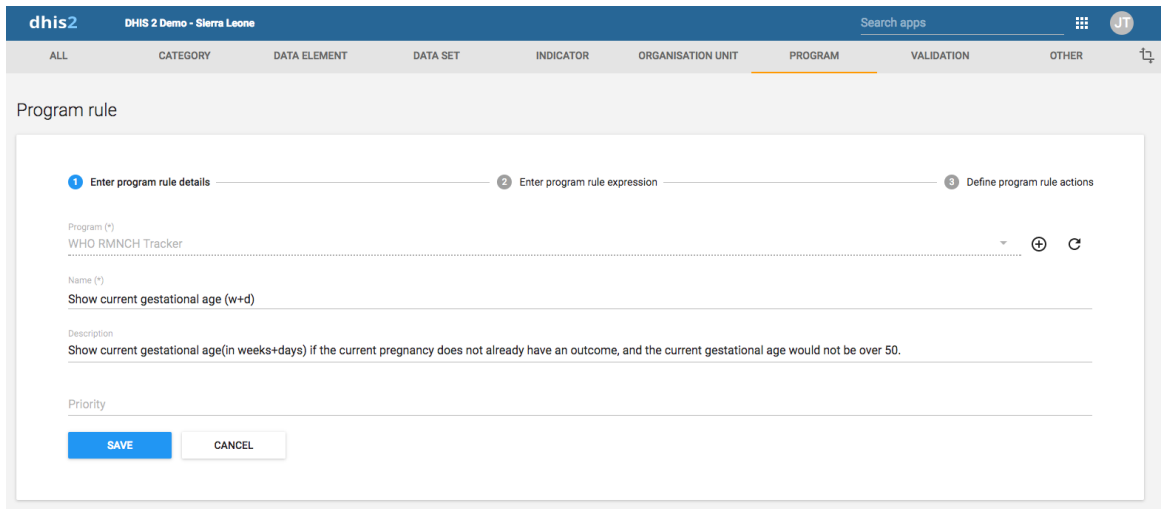 dhis2 DHIS 2 Demo - Sierra Leone Search apps JT
ALL CATEGORY DATA ELEMENT DATA SET INDICATOR ORGANISATION UNIT PROGRAM VALIDATION OTHER
Program rule
1 Enter program rule details 2 Enter program rule expression 3 Define program rule actions
Program (*)
WHO RMNCH Tracker
Name (*)
Show current gestational age (w+d)
Description
Show current gestational age(in weeks+days) if the current pregnancy does not already have an outcome, and the current gestational age would not be over 50.
Priority
SAVE CANCEL